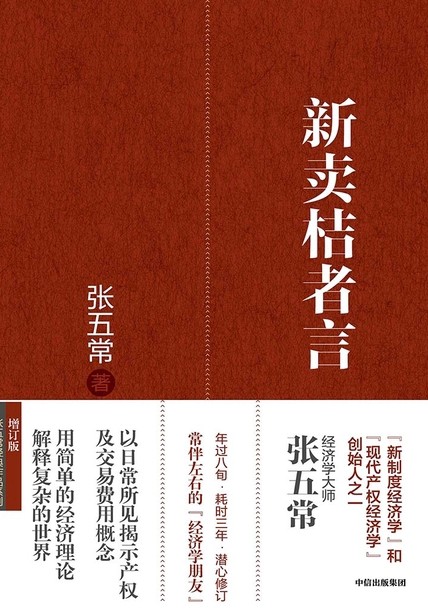 新卖桔者言
张五常
著
『新制度经济学』和
『现代产权经济学』
创始人之一
经济学大师
张五常
年过八旬·耗时三年·潜心修订
常伴左右的『经济学朋友』
以日常所见揭示产权
及交易费用概念
用简单的经济理论
解释复杂的世界
增订版
中信出版集团